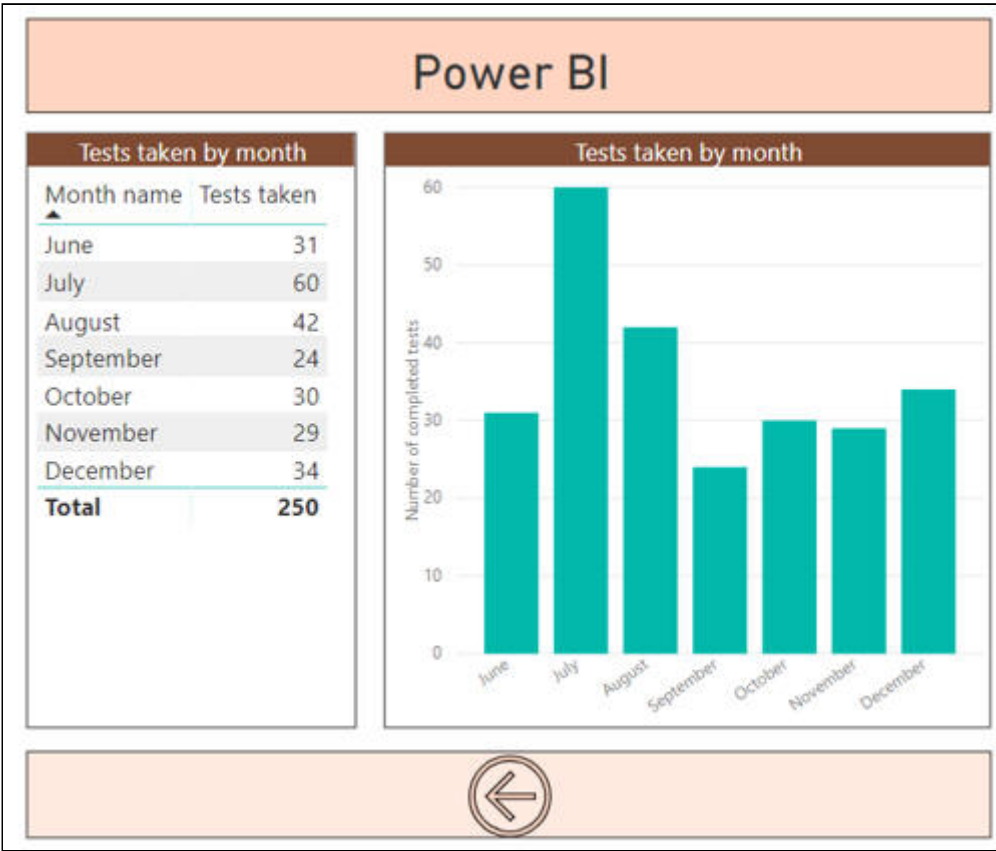 Power BI
Tests taken by month
Month name Tests taken
June 31
July 60
August 42
September 24
October 30
November 29
December 34
Total 250
Tests taken by month
Number of completed tests
60
50
40
30
20
10
0
June July August September October November December